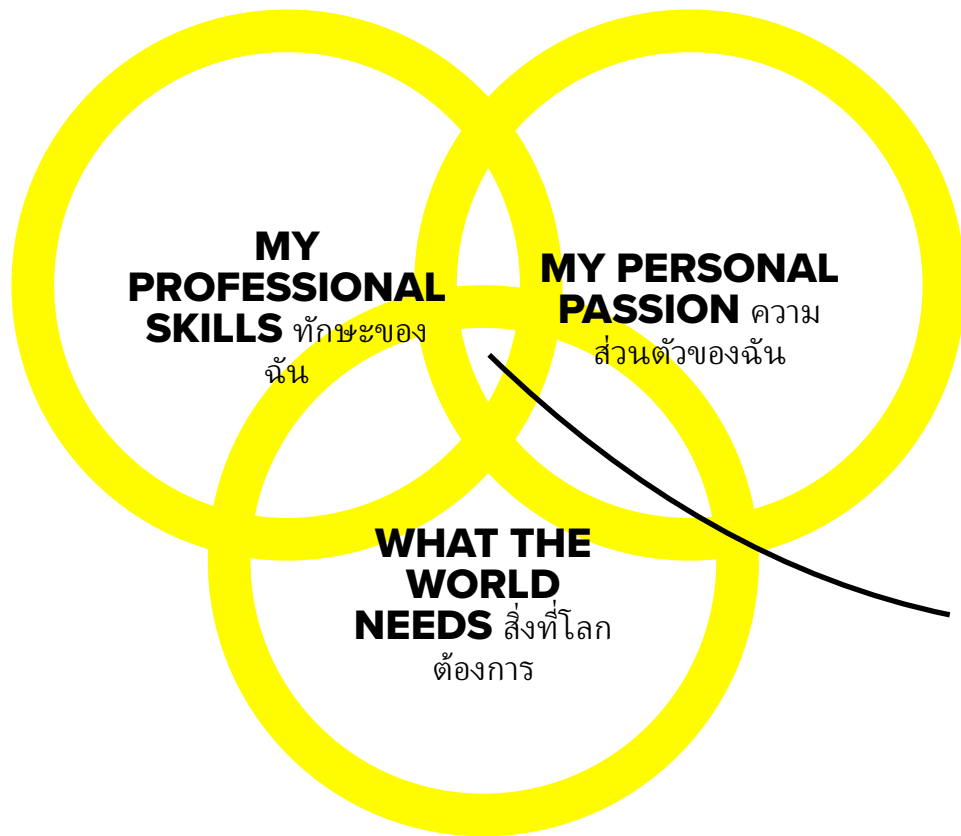 MY
PROFESSIONAL
SKILLS ทักษะของ
ฉัน
MY PERSONAL
PASSION ความ
ส่วนตัวของฉัน
WHAT THE
WORLD
NEEDS สิ่งที่โลก
ต้องการ